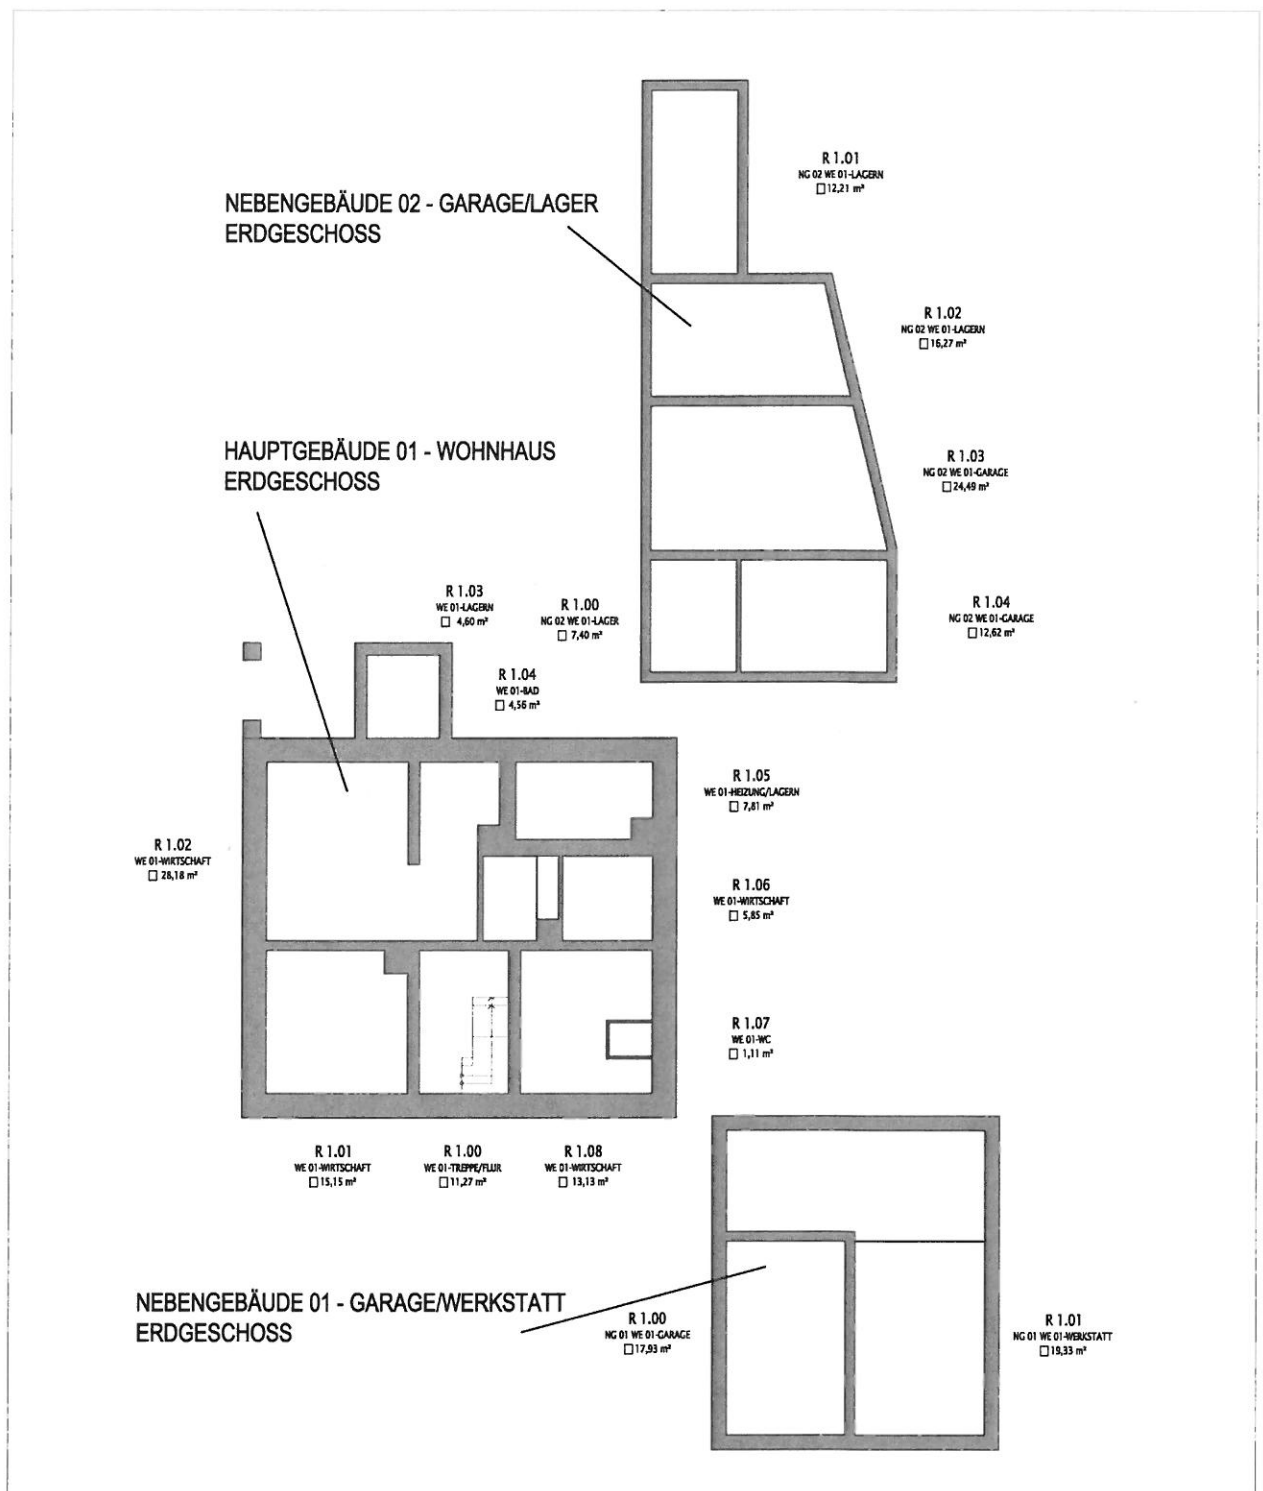 R 1.01
NG 02 WE 01-LAGERN
12,21 m²
NEBENGEBÄUDE 02 - GARAGE/LAGER
ERDGESCHOSS
R 1.02
NG 02 WE 01-LAGERN
16,27 m²
HAUPTGEBÄUDE 01 - WOHNHAUS
ERDGESCHOSS
R 1.03
NG 02 WE 01-GARAGE
24,49 m²
R 1.03
WE 01-LAGERN
4,60 m²
R 1.00
NG 02 WE 01-LAGER
7,40 m²
R 1.04
NG 02 WE 01-GARAGE
12,62 m²
R 1.04
WE 01-BAD
4,56 m²
R 1.05
WE 01-HEIZUNG/LAGERN
7,81 m²
R 1.02
WE 01-WIRTSCHAFT
28,18 m²
R 1.06
WE 01-WIRTSCHAFT
5,85 m²
R 1.07
WE 01-WC
1,11 m²
R 1.01
WE 01-WIRTSCHAFT
15,15 m²
R 1.00
WE 01-TREPPE/FLUR
11,27 m²
R 1.08
WE 01-WIRTSCHAFT
13,13 m²
NEBENGEBÄUDE 01 - GARAGE/WERKSTATT
ERDGESCHOSS
R 1.00
NG 01 WE 01-GARAGE
17,93 m²
R 1.01
NG 01 WE 01-WERKSTATT
19,33 m²